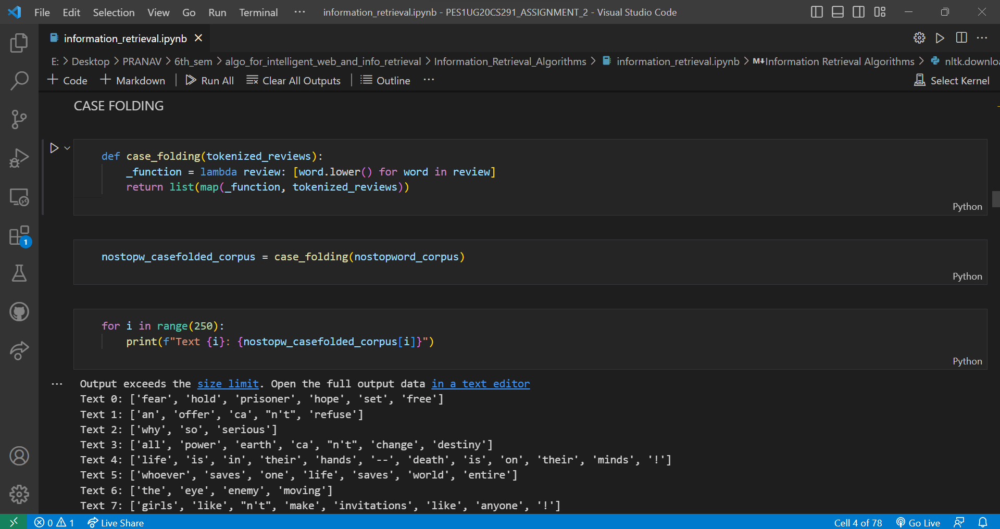 File Edit Selection View Go Run Terminal ··· information_retrieval.ipynb - PES1UG20CS291_ASSIGNMENT_2 - Visual Studio Code
information_retrieval.ipynb
E: > Desktop > PRANAV > 6th_sem > algo_for_intelligent_web_and_info_retrieval > Information_Retrieval_Algorithms > information_retrieval.ipynb > M↓Information Retrieval Algorithms > nltk.downloa
+ Code + Markdown | Run All Clear All Outputs | Outline ··· Select Kernel
CASE FOLDING
def case_folding(tokenized_reviews):
_function = lambda review: [word.lower() for word in review]
return list(map(_function, tokenized_reviews))
Python
nostopw_casefolded_corpus = case_folding(nostopword_corpus)
Python
for i in range(250):
print(f"Text {i}: {nostopw_casefolded_corpus[i]}")
Python
··· Output exceeds the size limit. Open the full output data in a text editor
Text 0: ['fear', 'hold', 'prisoner', 'hope', 'set', 'free']
Text 1: ['an', 'offer', 'ca', "n't", 'refuse']
Text 2: ['why', 'so', 'serious']
Text 3: ['all', 'power', 'earth', 'ca', "n't", 'change', 'destiny']
Text 4: ['life', 'is', 'in', 'their', 'hands', '--', 'death', 'is', 'on', 'their', 'minds', '!']
Text 5: ['whoever', 'saves', 'one', 'life', 'saves', 'world', 'entire']
Text 6: ['the', 'eye', 'enemy', 'moving']
Text 7: ['girls', 'like', "n't", 'make', 'invitations', 'like', 'anyone', '!']
1
0 1 Live Share Cell 4 of 78 Go Live